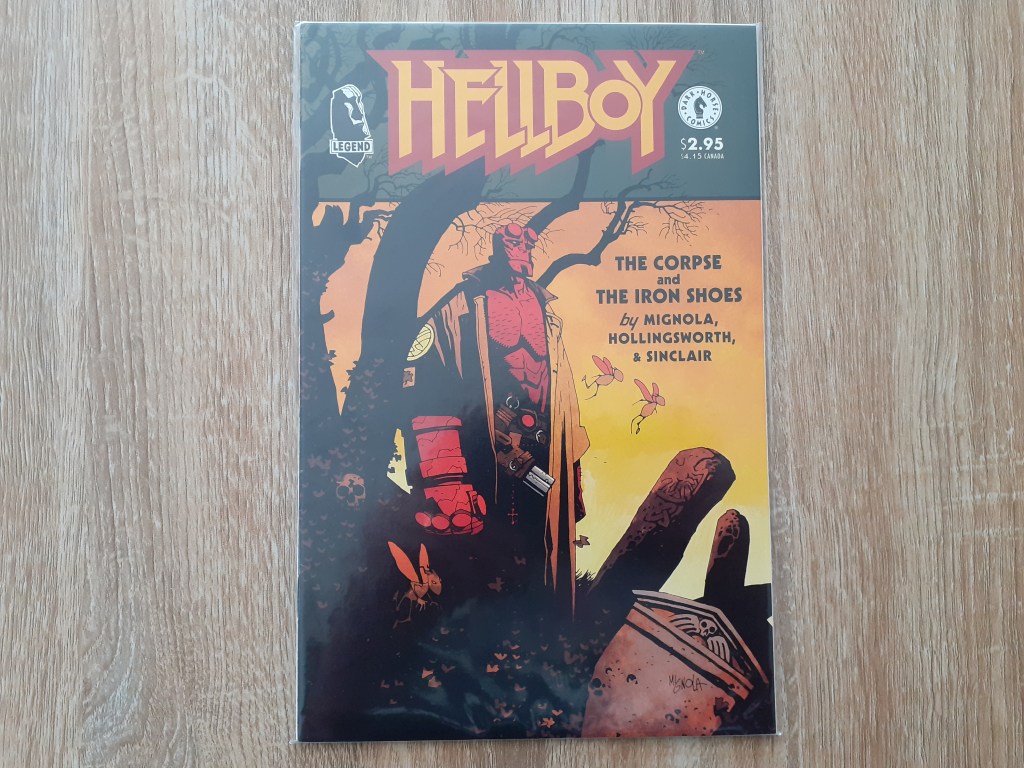 HELLBOY
TM
LEGEND
DARK HORSE COMICS
$2.95
$4.15 CANADA
THE CORPSE
and
THE IRON SHOES
by MIGNOLA,
HOLLINGSWORTH,
& SINCLAIR
MIGNOLA